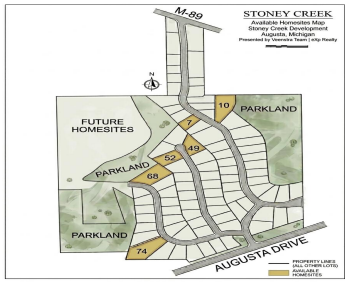 STONEY CREEK
Available Homesites Map
Stoney Creek Development
Augusta, Michigan
Presented by Veenstra Team | eXp Realty
M-89
N
10
PARKLAND
7
FUTURE
HOMESITES
49
52
PARKLAND
68
PARKLAND
74
AUGUSTA DRIVE
PROPERTY LINES
(ALL OTHER LOTS)
AVAILABLE
HOMESITES